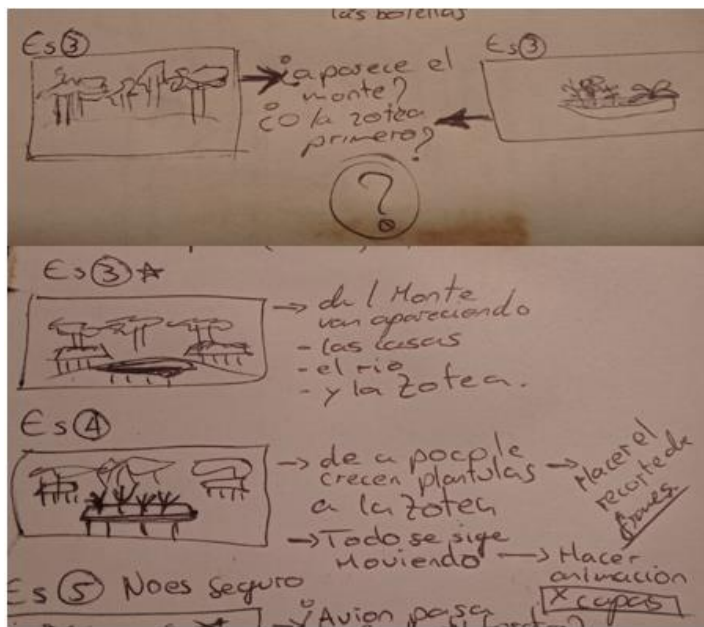 las botellas
Es ③
¿aparece el
monte?
¿O la zotea
primero?
?
Es ③
Es ③ *
→ del Monte
van apareciendo
- las casas
- el rio
- y la Zotea.
Es ④
→ de a poco le
crecen plantulas
a la Zotea
→ Hacer el
recorte de
→ Todo se sige
Moviendo
→ Hacer
animación
x capas
Es ⑤ No es seguro
Avion pasa